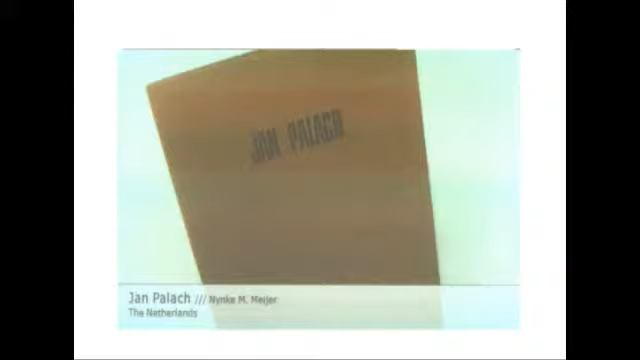 JAN PALACH
Jan Palach /// Nynke M. Meijer
The Netherlands